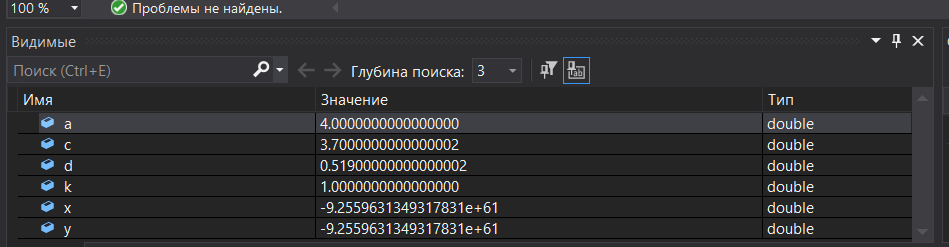 100 % Проблемы не найдены.
Видимые
Поиск (Ctrl+E) Глубина поиска: 3
Имя Значение Тип
a 4.0000000000000000 double
c 3.7000000000000002 double
d 0.51900000000000002 double
k 1.0000000000000000 double
x -9.2559631349317831e+61 double
y -9.2559631349317831e+61 double